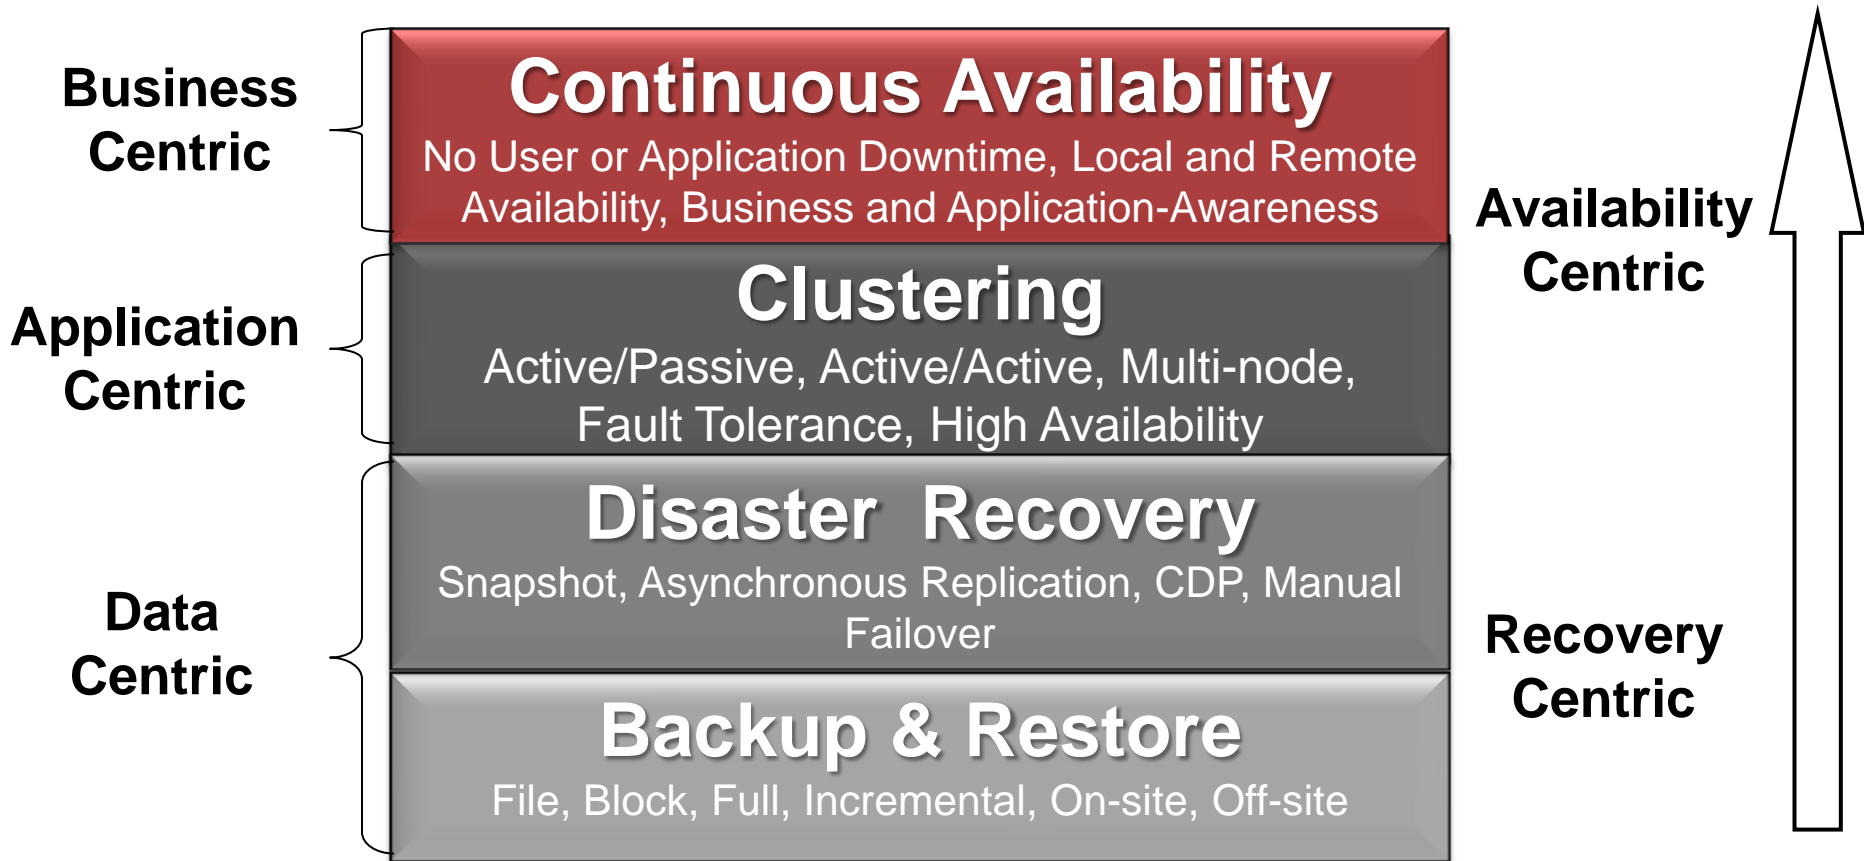 Business
Centric
Continuous Availability
No User or Application Downtime, Local and Remote
Availability, Business and Application-Awareness
Availability
Centric
Application
Centric
Clustering
Active/Passive, Active/Active, Multi-node,
Fault Tolerance, High Availability
Data
Centric
Disaster Recovery
Snapshot, Asynchronous Replication, CDP, Manual
Failover
Recovery
Centric
Backup & Restore
File, Block, Full, Incremental, On-site, Off-site